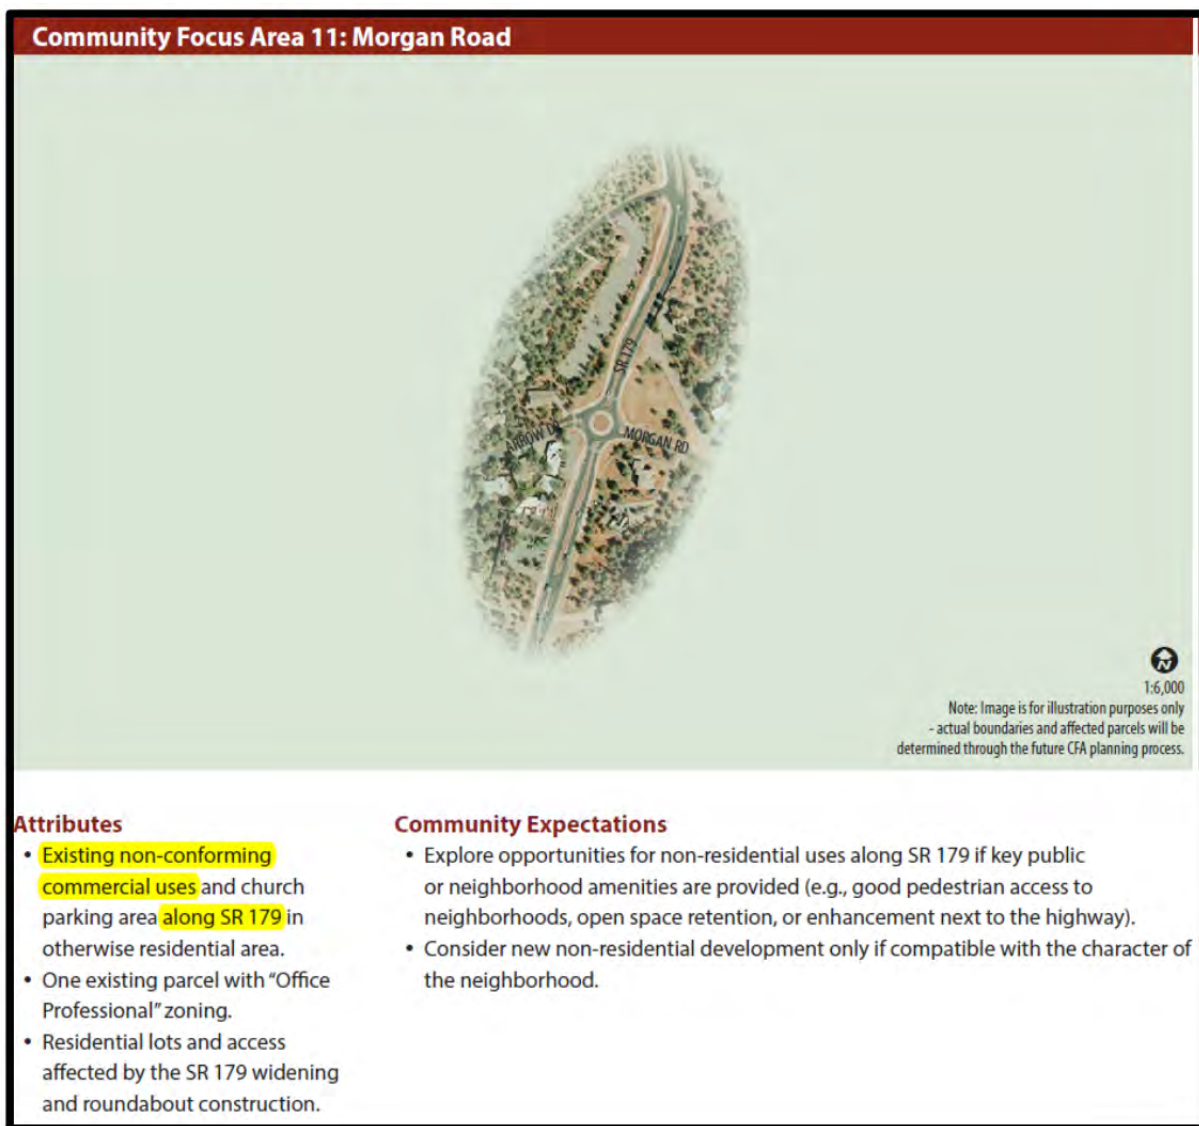 Community Focus Area 11: Morgan Road
SR 179
ARROW DR
MORGAN RD
N
1:6,000
Note: Image is for illustration purposes only
- actual boundaries and affected parcels will be
determined through the future CFA planning process.
Attributes
• Existing non-conforming
commercial uses and church
parking area along SR 179 in
otherwise residential area.
• One existing parcel with “Office
Professional” zoning.
• Residential lots and access
affected by the SR 179 widening
and roundabout construction.
Community Expectations
• Explore opportunities for non-residential uses along SR 179 if key public
or neighborhood amenities are provided (e.g., good pedestrian access to
neighborhoods, open space retention, or enhancement next to the highway).
• Consider new non-residential development only if compatible with the character of
the neighborhood.